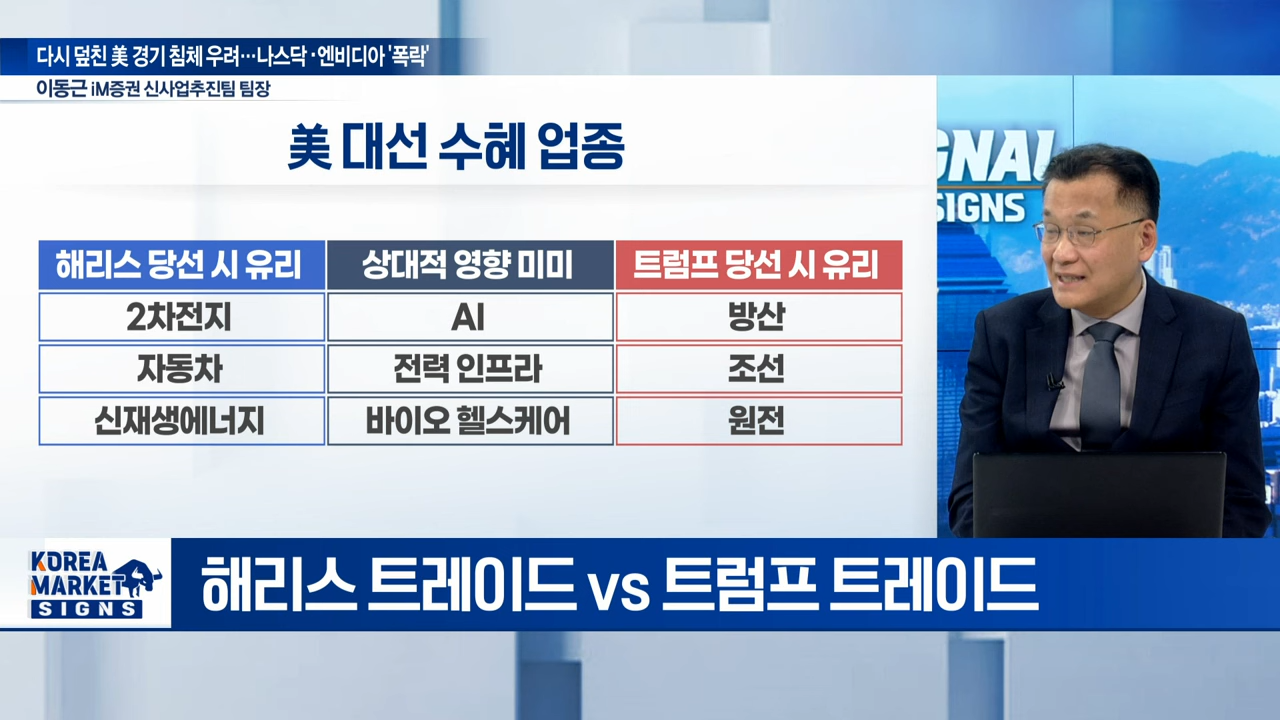 다시 덮친 美 경기 침체 우려…나스닥·엔비디아 '폭락'
이동근 iM증권 신사업추진팀 팀장
美 대선 수혜 업종
해리스 당선 시 유리 상대적 영향 미미 트럼프 당선 시 유리
2차전지 AI 방산
자동차 전력 인프라 조선
신재생에너지 바이오 헬스케어 원전
GNAL
SIGNS
KOREA
MARKET
SIGNS
해리스 트레이드 vs 트럼프 트레이드